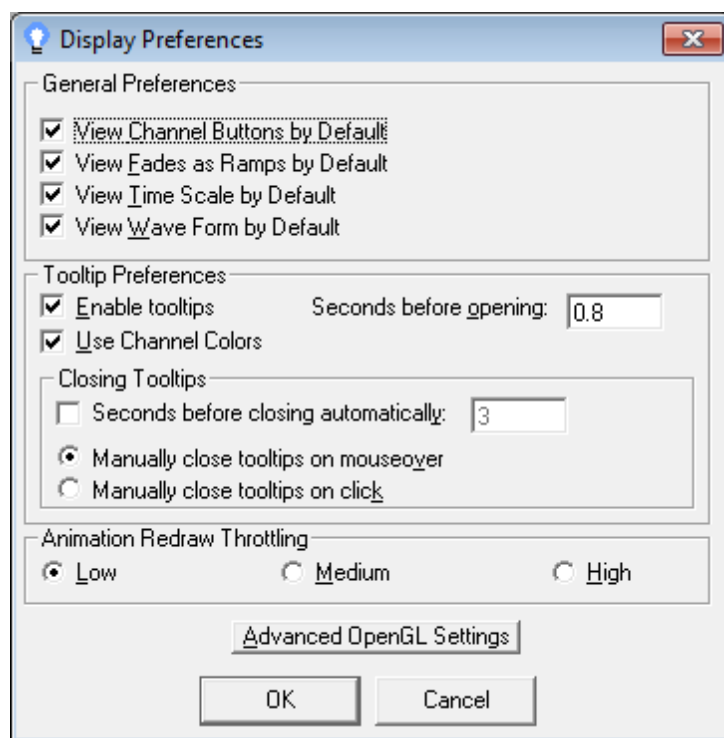 Display Preferences
General Preferences
View Channel Buttons by Default
View Fades as Ramps by Default
View Time Scale by Default
View Wave Form by Default
Tooltip Preferences
Enable tooltips Seconds before opening: 0.8
Use Channel Colors
Closing Tooltips
Seconds before closing automatically: 3
Manually close tooltips on mouseover
Manually close tooltips on click
Animation Redraw Throttling
Low Medium High
Advanced OpenGL Settings
OK Cancel